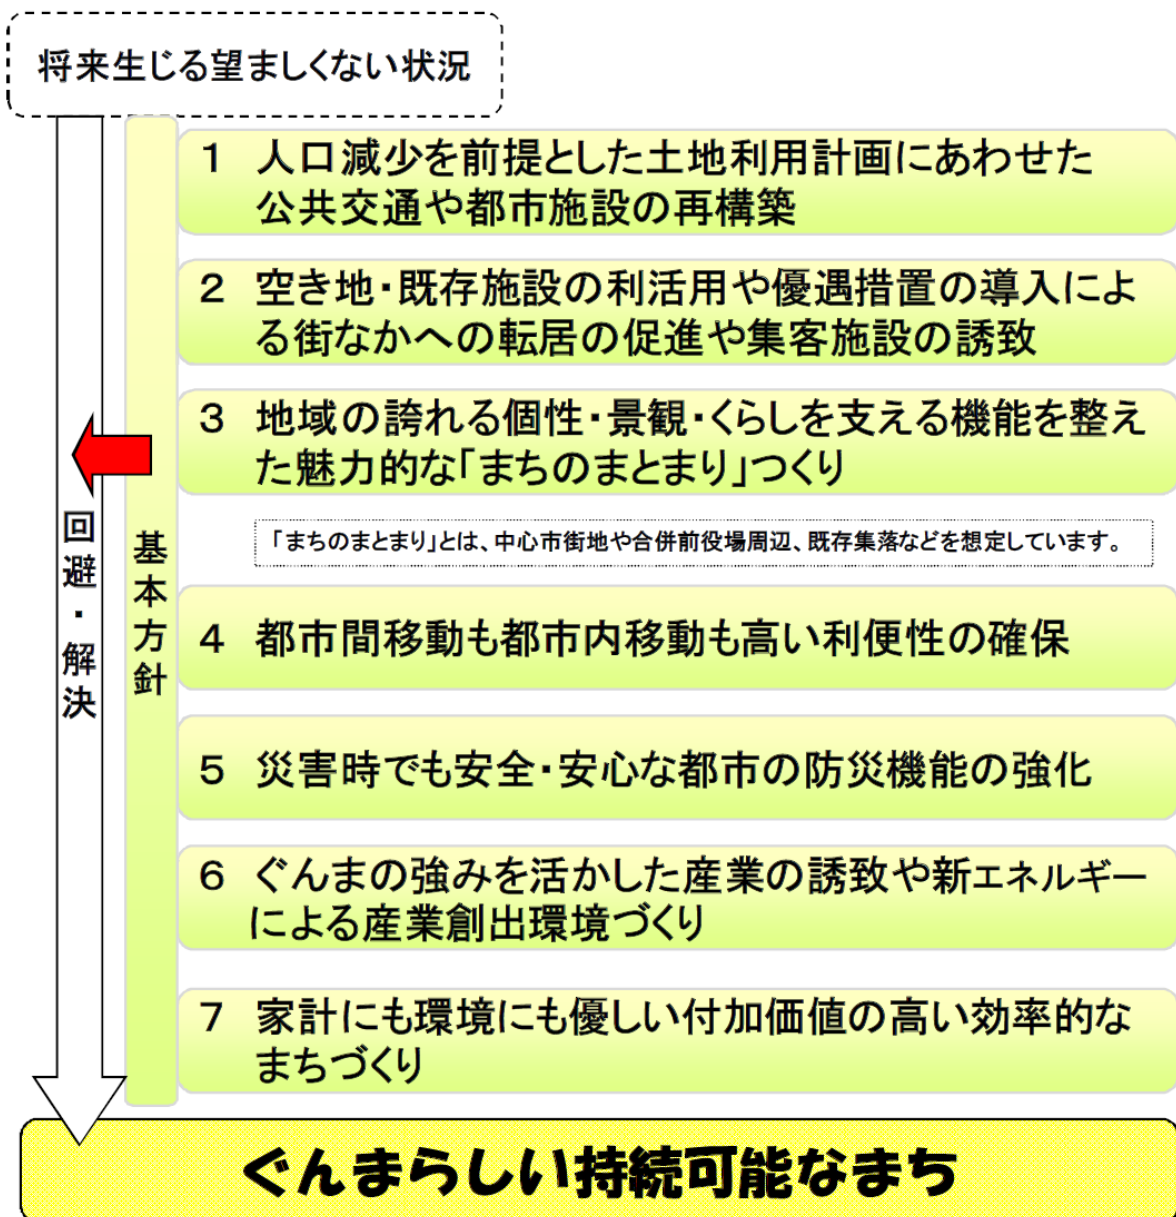 将来生じる望ましくない状況
1 人口減少を前提とした土地利用計画にあわせた
公共交通や都市施設の再構築
2 空き地・既存施設の利活用や優遇措置の導入によ
る街なかへの転居の促進や集客施設の誘致
3 地域の誇れる個性・景観・くらしを支える機能を整え
た魅力的な「まちのまとまり」つくり
「まちのまとまり」とは、中心市街地や合併前役場周辺、既存集落などを想定しています。
回避・解決
基本方針
4 都市間移動も都市内移動も高い利便性の確保
5 災害時でも安全・安心な都市の防災機能の強化
6 ぐんまの強みを活かした産業の誘致や新エネルギー
による産業創出環境づくり
7 家計にも環境にも優しい付加価値の高い効率的な
まちづくり
ぐんまらしい持続可能なまち